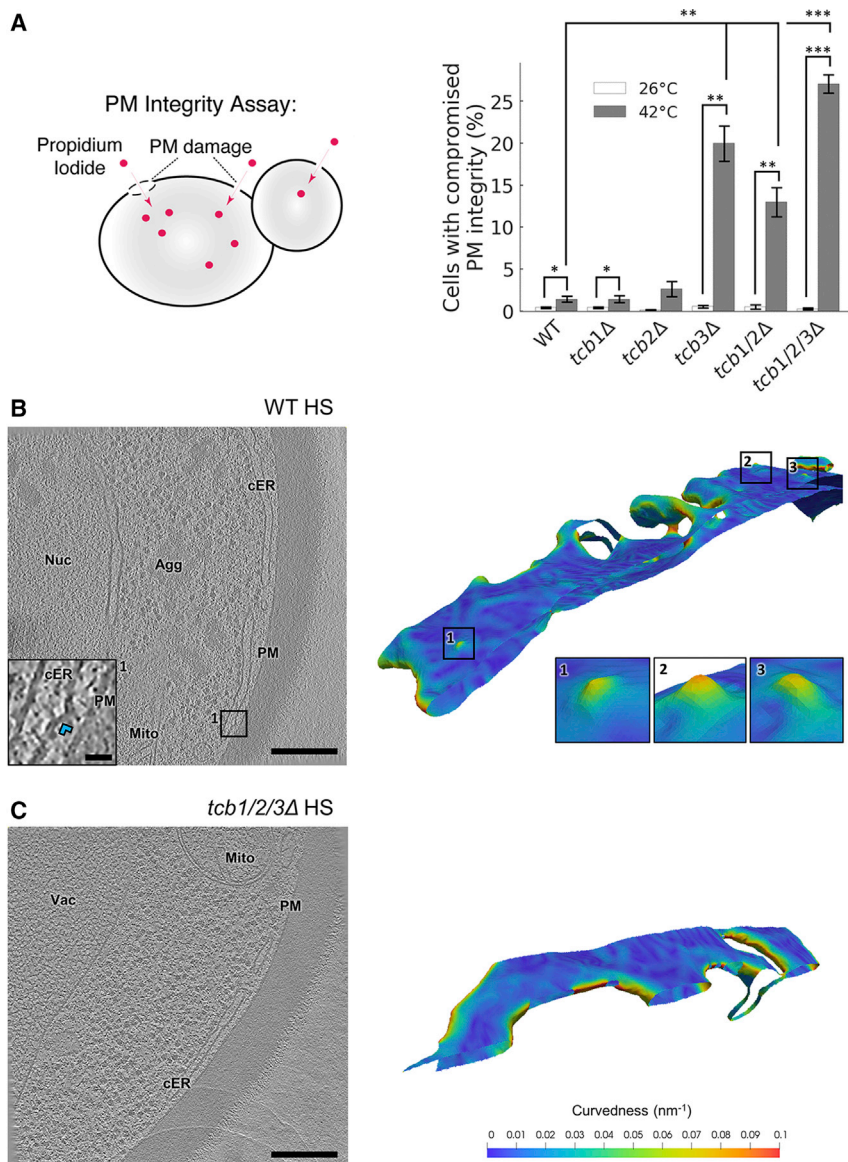 A
PM Integrity Assay:
Propidium
Iodide
PM damage
Cells with compromised
PM integrity (%)
25
20
15
10
5
0
26°C
42°C
**
***
***
**
**
*
*
WT
tcb1Δ
tcb2Δ
tcb3Δ
tcb1/2Δ
tcb1/2/3Δ
B
WT HS
cER
Nuc
Agg
PM
1
cER
PM
Mito
1
2
3
1
1
2
3
C
tcb1/2/3Δ HS
Mito
Vac
PM
cER
Curvedness (nm⁻¹)
0 0.01 0.02 0.03 0.04 0.05 0.06 0.07 0.08 0.09 0.1